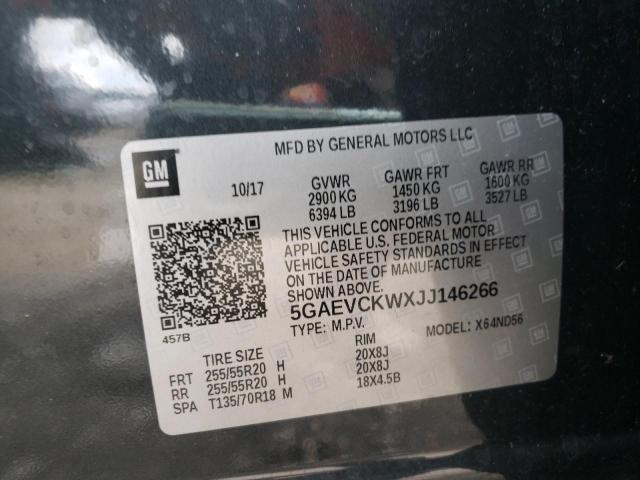 MFD BY GENERAL MOTORS LLC
GM
10/17
GVWR GAWR FRT GAWR RR
2900 KG 1450 KG 1600 KG
6394 LB 3196 LB 3527 LB
THIS VEHICLE CONFORMS TO ALL
APPLICABLE U.S. FEDERAL MOTOR
VEHICLE SAFETY STANDARDS IN EFFECT
ON THE DATE OF MANUFACTURE
SHOWN ABOVE.
5GAEVCKWXJJ146266
457B
TYPE: M.P.V. MODEL: X64ND56
TIRE SIZE RIM
FRT 255/55R20 H 20X8J
RR 255/55R20 H 20X8J
SPA T135/70R18 M 18X4.5B